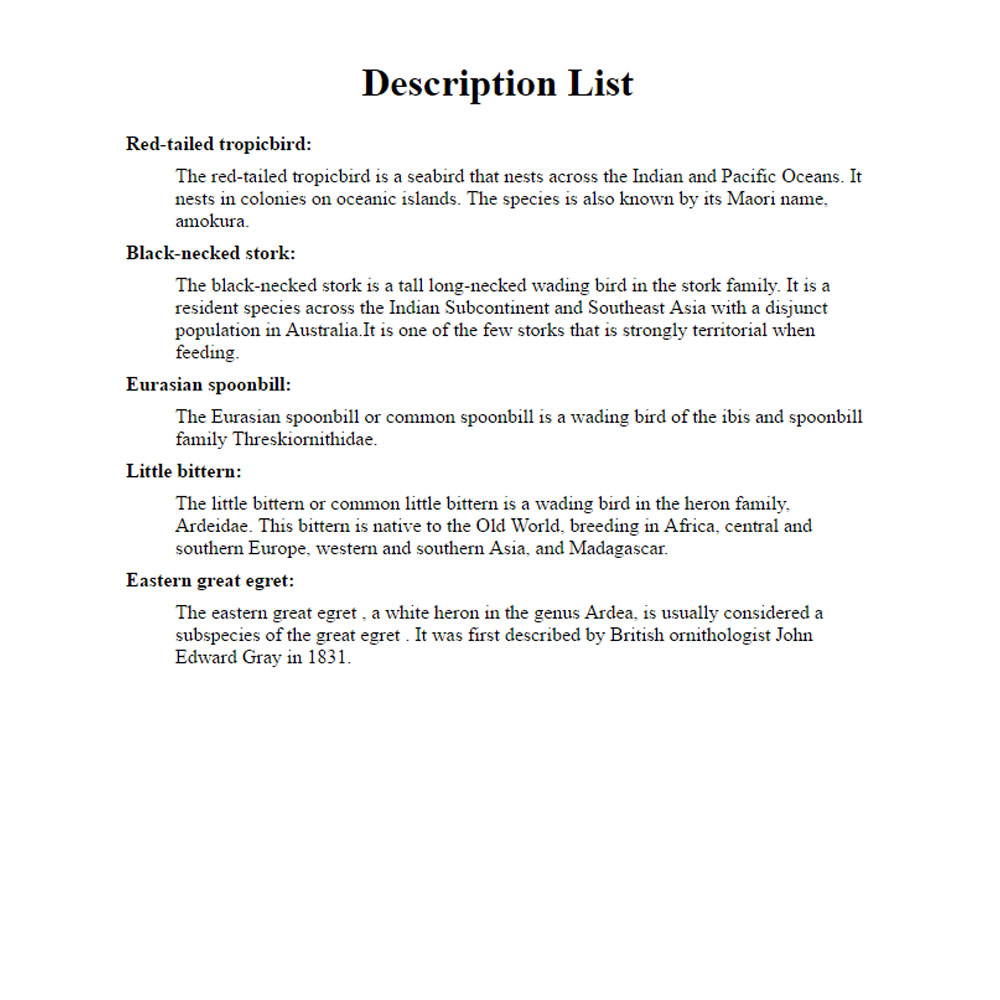 Description List
Red-tailed tropicbird:
The red-tailed tropicbird is a seabird that nests across the Indian and Pacific Oceans. It
nests in colonies on oceanic islands. The species is also known by its Maori name,
amokura.
Black-necked stork:
The black-necked stork is a tall long-necked wading bird in the stork family. It is a
resident species across the Indian Subcontinent and Southeast Asia with a disjunct
population in Australia.It is one of the few storks that is strongly territorial when
feeding.
Eurasian spoonbill:
The Eurasian spoonbill or common spoonbill is a wading bird of the ibis and spoonbill
family Threskiornithidae.
Little bittern:
The little bittern or common little bittern is a wading bird in the heron family,
Ardeidae. This bittern is native to the Old World, breeding in Africa, central and
southern Europe, western and southern Asia, and Madagascar.
Eastern great egret:
The eastern great egret , a white heron in the genus Ardea, is usually considered a
subspecies of the great egret . It was first described by British ornithologist John
Edward Gray in 1831.